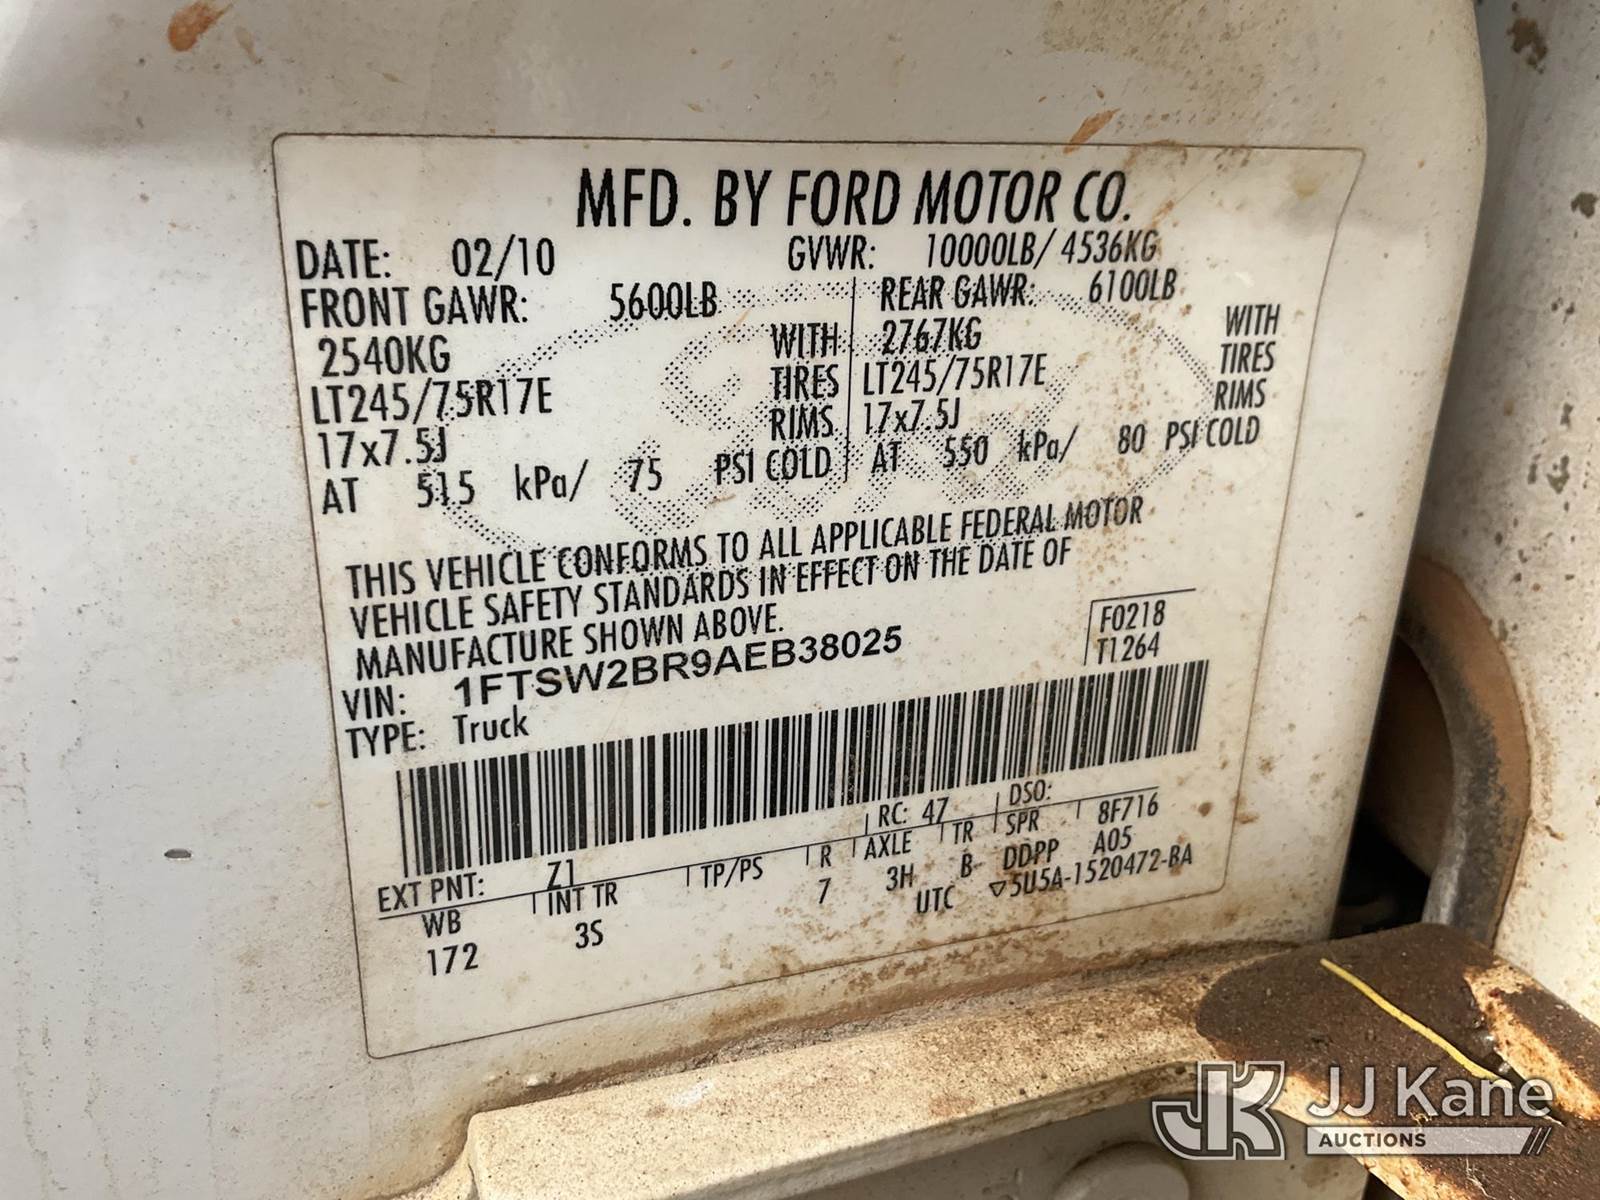 MFD. BY FORD MOTOR CO.
DATE: 02/10 GVWR: 10000LB/ 4536KG
FRONT GAWR: 5600LB REAR GAWR: 6100LB
2540KG WITH 2767KG WITH
LT245/75R17E TIRES LT245/75R17E TIRES
17x7.5J RIMS 17x7.5J RIMS
AT 515 kPa/ 75 PSI COLD AT 550 kPa/ 80 PSI COLD
THIS VEHICLE CONFORMS TO ALL APPLICABLE FEDERAL MOTOR
VEHICLE SAFETY STANDARDS IN EFFECT ON THE DATE OF
MANUFACTURE SHOWN ABOVE.
F0218
VIN: 1FTSW2BR9AEB38025 T1264
TYPE: Truck
RC: 47 DSO:
EXT PNT: Z1 8F716
WB INT TR TP/PS R AXLE TR SPR A05
172 3S 7 3H B DDPP
UTC ▽5U5A-1520472-BA
JK JJ Kane
AUCTIONS